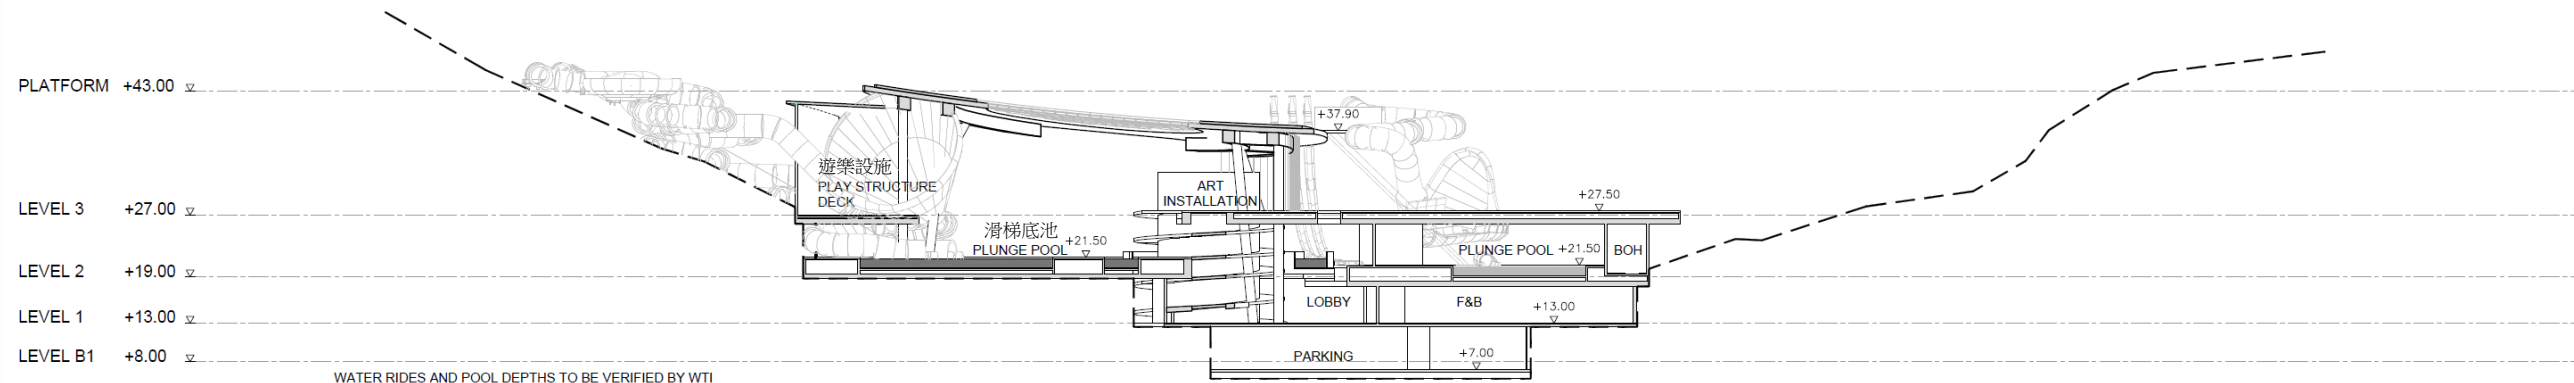 PLATFORM +43.00
+37.90
遊樂設施
PLAY STRUCTURE
DECK
ART
INSTALLATION
+27.50
LEVEL 3 +27.00
滑梯底池
PLUNGE POOL +21.50
PLUNGE POOL +21.50
BOH
LEVEL 2 +19.00
LOBBY
F&B
+13.00
LEVEL 1 +13.00
LEVEL B1 +8.00
PARKING
+7.00
WATER RIDES AND POOL DEPTHS TO BE VERIFIED BY WTI